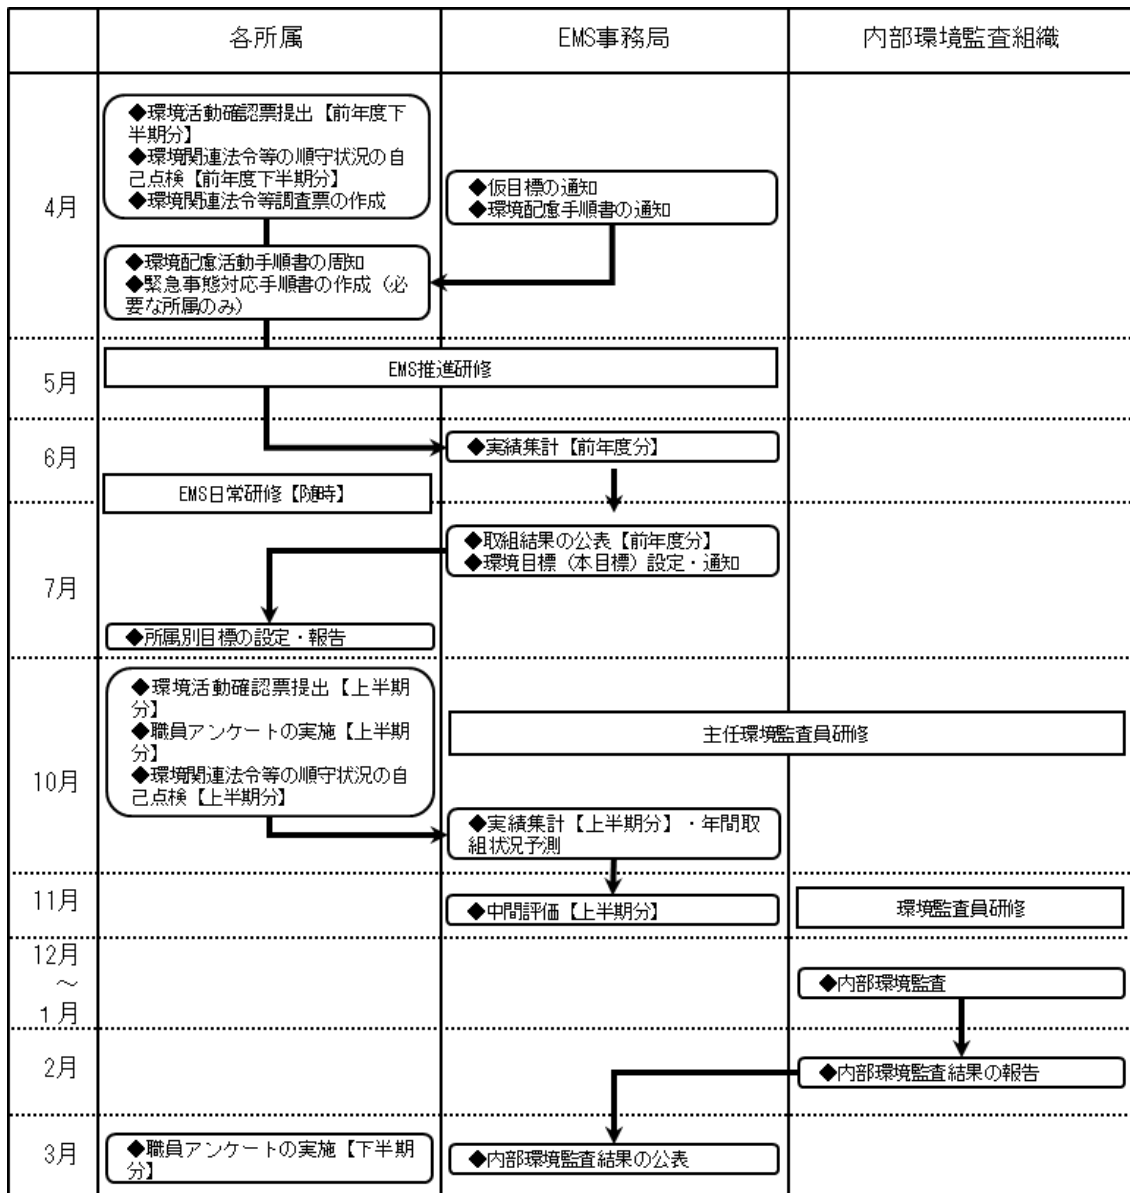 各所属
EMS事務局
内部環境監査組織
4月
◆環境活動確認票提出【前年度下
半期分】
◆環境関連法令等の順守状況の自
己点検【前年度下半期分】
◆環境関連法令等調査票の作成
◆仮目標の通知
◆環境配慮手順書の通知
◆環境配慮活動手順書の周知
◆緊急事態対応手順書の作成（必
要な所属のみ）
5月
EMS推進研修
6月
◆実績集計【前年度分】
EMS日常研修【随時】
7月
◆取組結果の公表【前年度分】
◆環境目標（本目標）設定・通知
◆所属別目標の設定・報告
10月
◆環境活動確認票提出【上半期
分】
◆職員アンケートの実施【上半期
分】
◆環境関連法令等の順守状況の自
己点検【上半期分】
主任環境監査員研修
◆実績集計【上半期分】・年間取
組状況予測
11月
◆中間評価【上半期分】
環境監査員研修
12月
～
1月
◆内部環境監査
2月
◆内部環境監査結果の報告
3月
◆職員アンケートの実施【下半期
分】
◆内部環境監査結果の公表